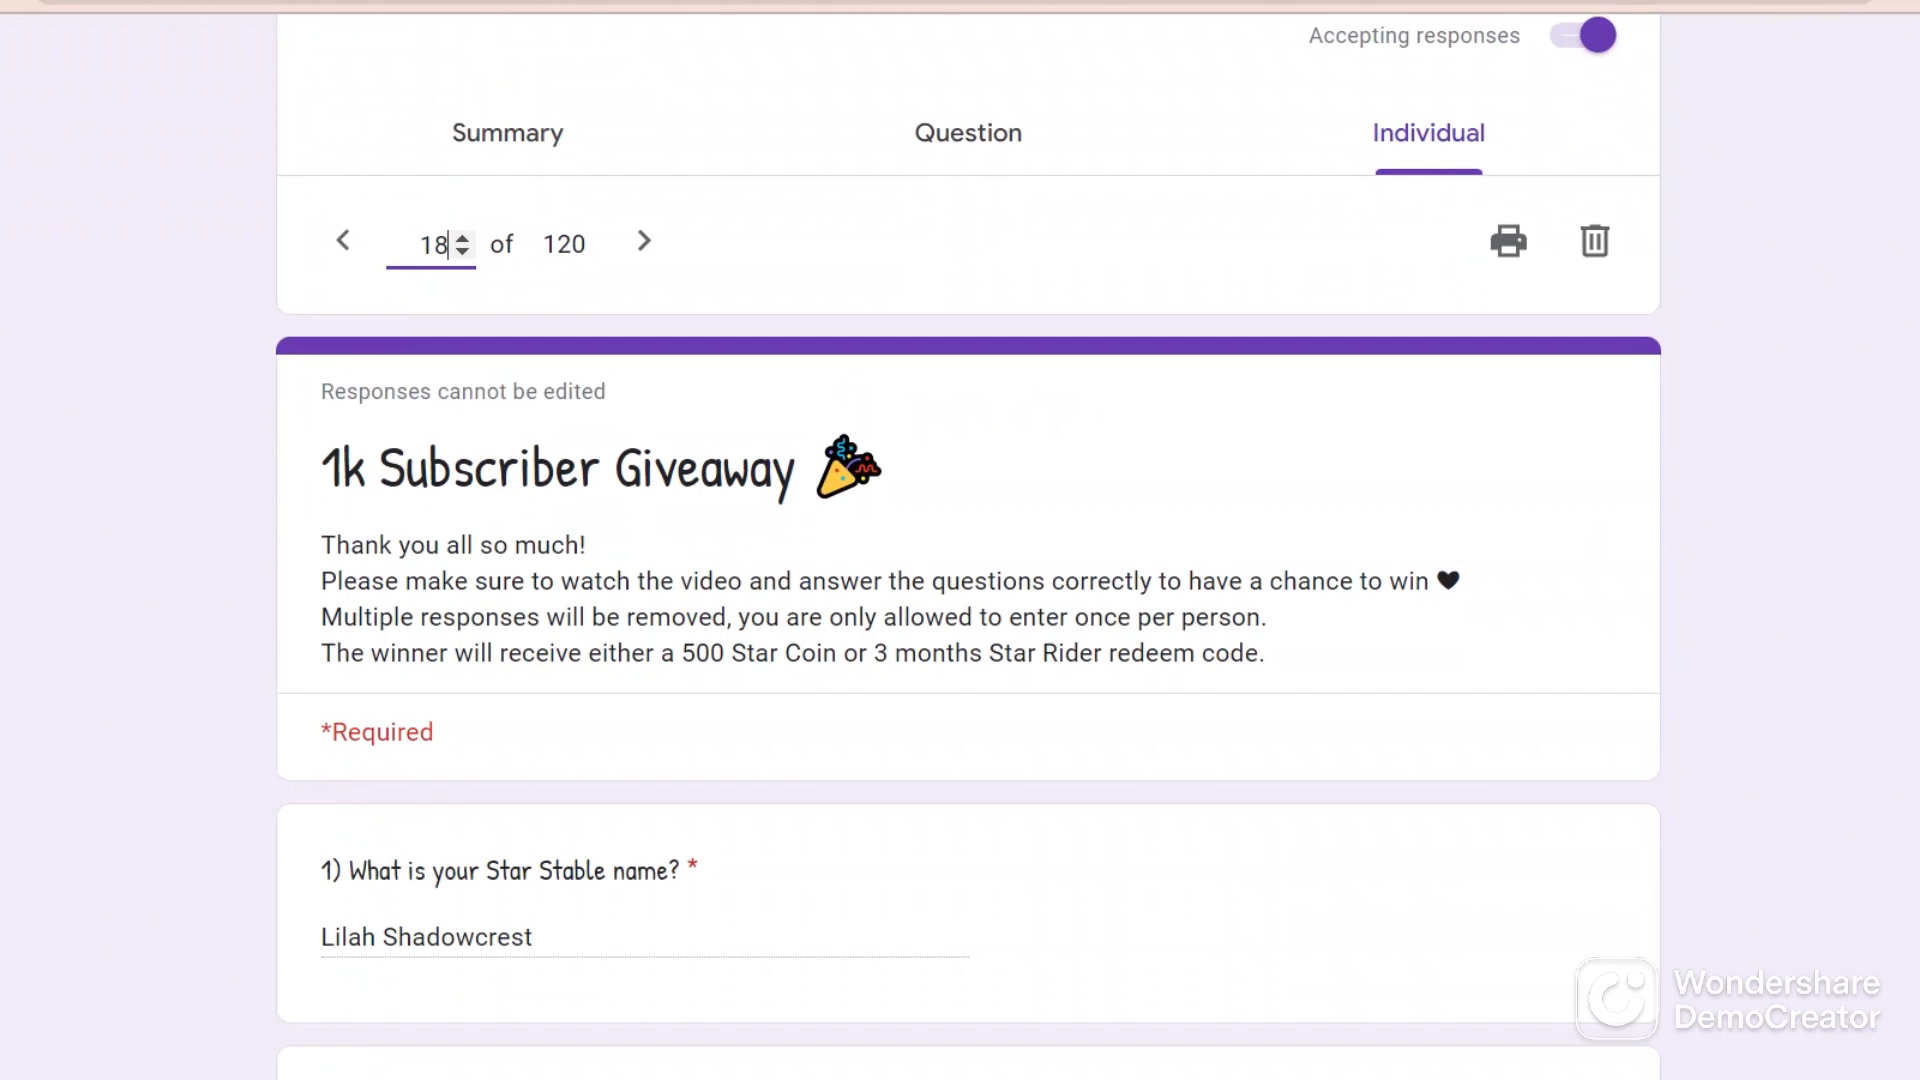 Accepting responses
Summary Question Individual
18 of 120
Responses cannot be edited
1k Subscriber Giveaway 🎉
Thank you all so much!
Please make sure to watch the video and answer the questions correctly to have a chance to win 🖤
Multiple responses will be removed, you are only allowed to enter once per person.
The winner will receive either a 500 Star Coin or 3 months Star Rider redeem code.
*Required
1) What is your Star Stable name? *
Lilah Shadowcrest
Wondershare
DemoCreator